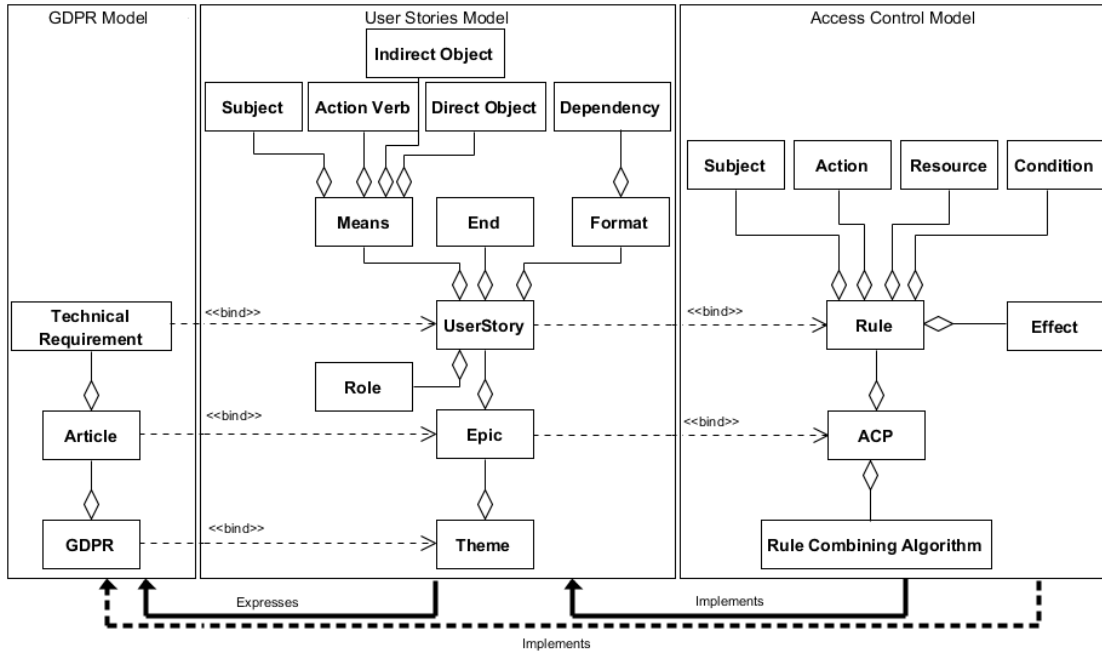 GDPR Model
User Stories Model
Access Control Model
Indirect Object
Subject
Action Verb
Direct Object
Dependency
Subject
Action
Resource
Condition
Means
End
Format
Technical
Requirement
<<bind>>
UserStory
<<bind>>
Rule
Effect
Role
Article
<<bind>>
Epic
<<bind>>
ACP
GDPR
<<bind>>
Theme
Rule Combining Algorithm
Expresses
Implements
Implements